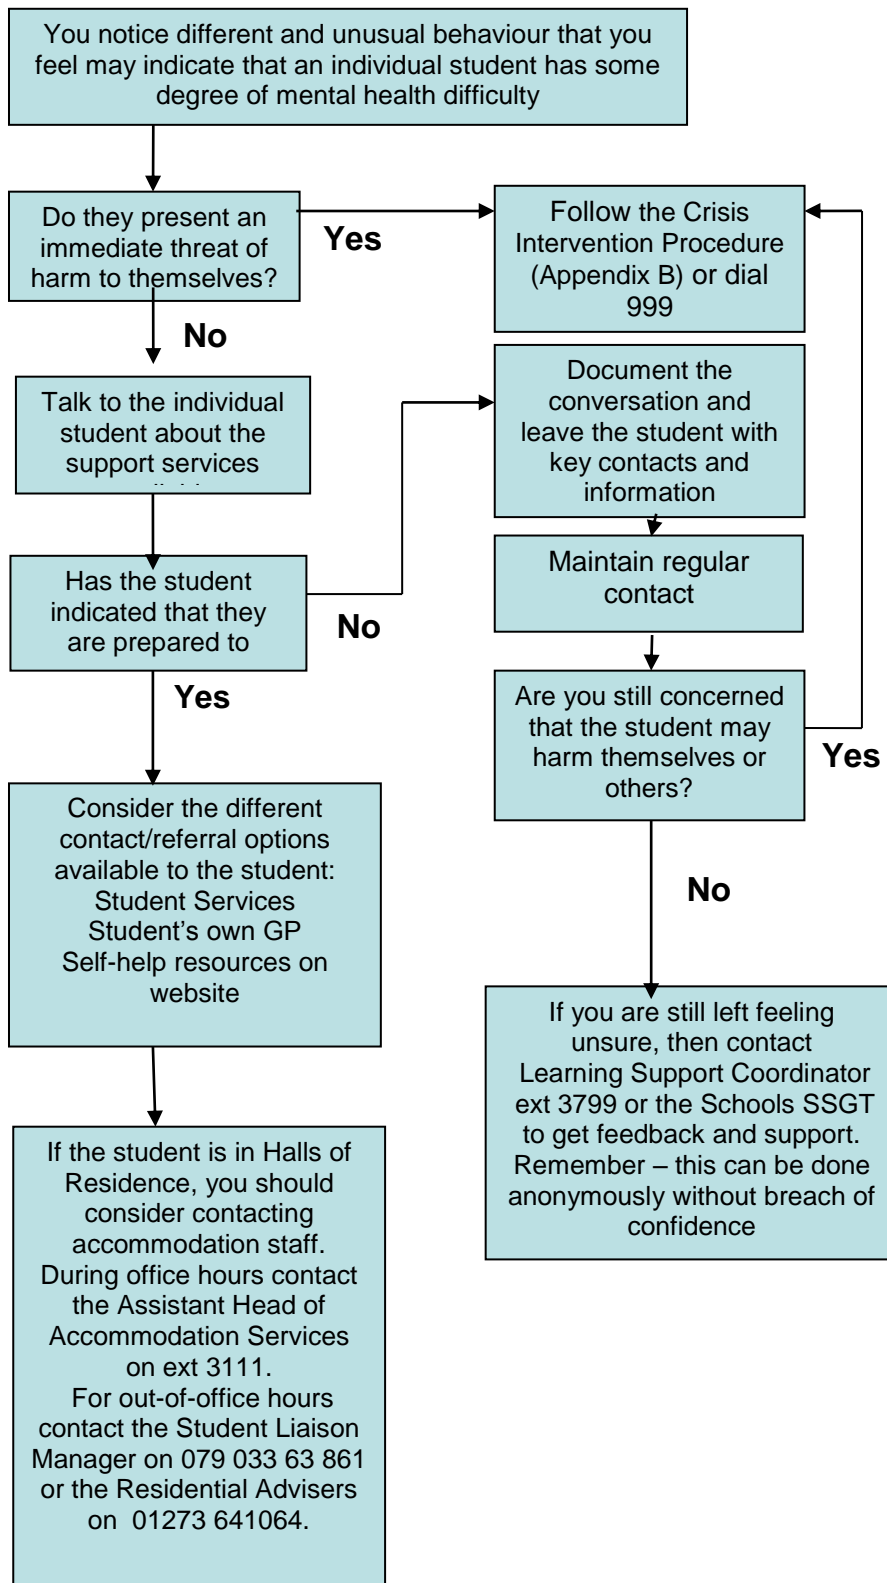 You notice different and unusual behaviour that you
feel may indicate that an individual student has some
degree of mental health difficulty
Do they present an
immediate threat of
harm to themselves?
Yes
Follow the Crisis
Intervention Procedure
(Appendix B) or dial
999
No
Talk to the individual
student about the
support services
Document the
conversation and
leave the student with
key contacts and
information
Has the student
indicated that they
are prepared to
No
Maintain regular
contact
Yes
Are you still concerned
that the student may
harm themselves or
others?
Yes
Consider the different
contact/referral options
available to the student:
Student Services
Student's own GP
Self-help resources on
website
No
If you are still left feeling
unsure, then contact
Learning Support Coordinator
ext 3799 or the Schools SSGT
to get feedback and support.
Remember – this can be done
anonymously without breach of
confidence
If the student is in Halls of
Residence, you should
consider contacting
accommodation staff.
During office hours contact
the Assistant Head of
Accommodation Services
on ext 3111.
For out-of-office hours
contact the Student Liaison
Manager on 079 033 63 861
or the Residential Advisers
on 01273 641064.